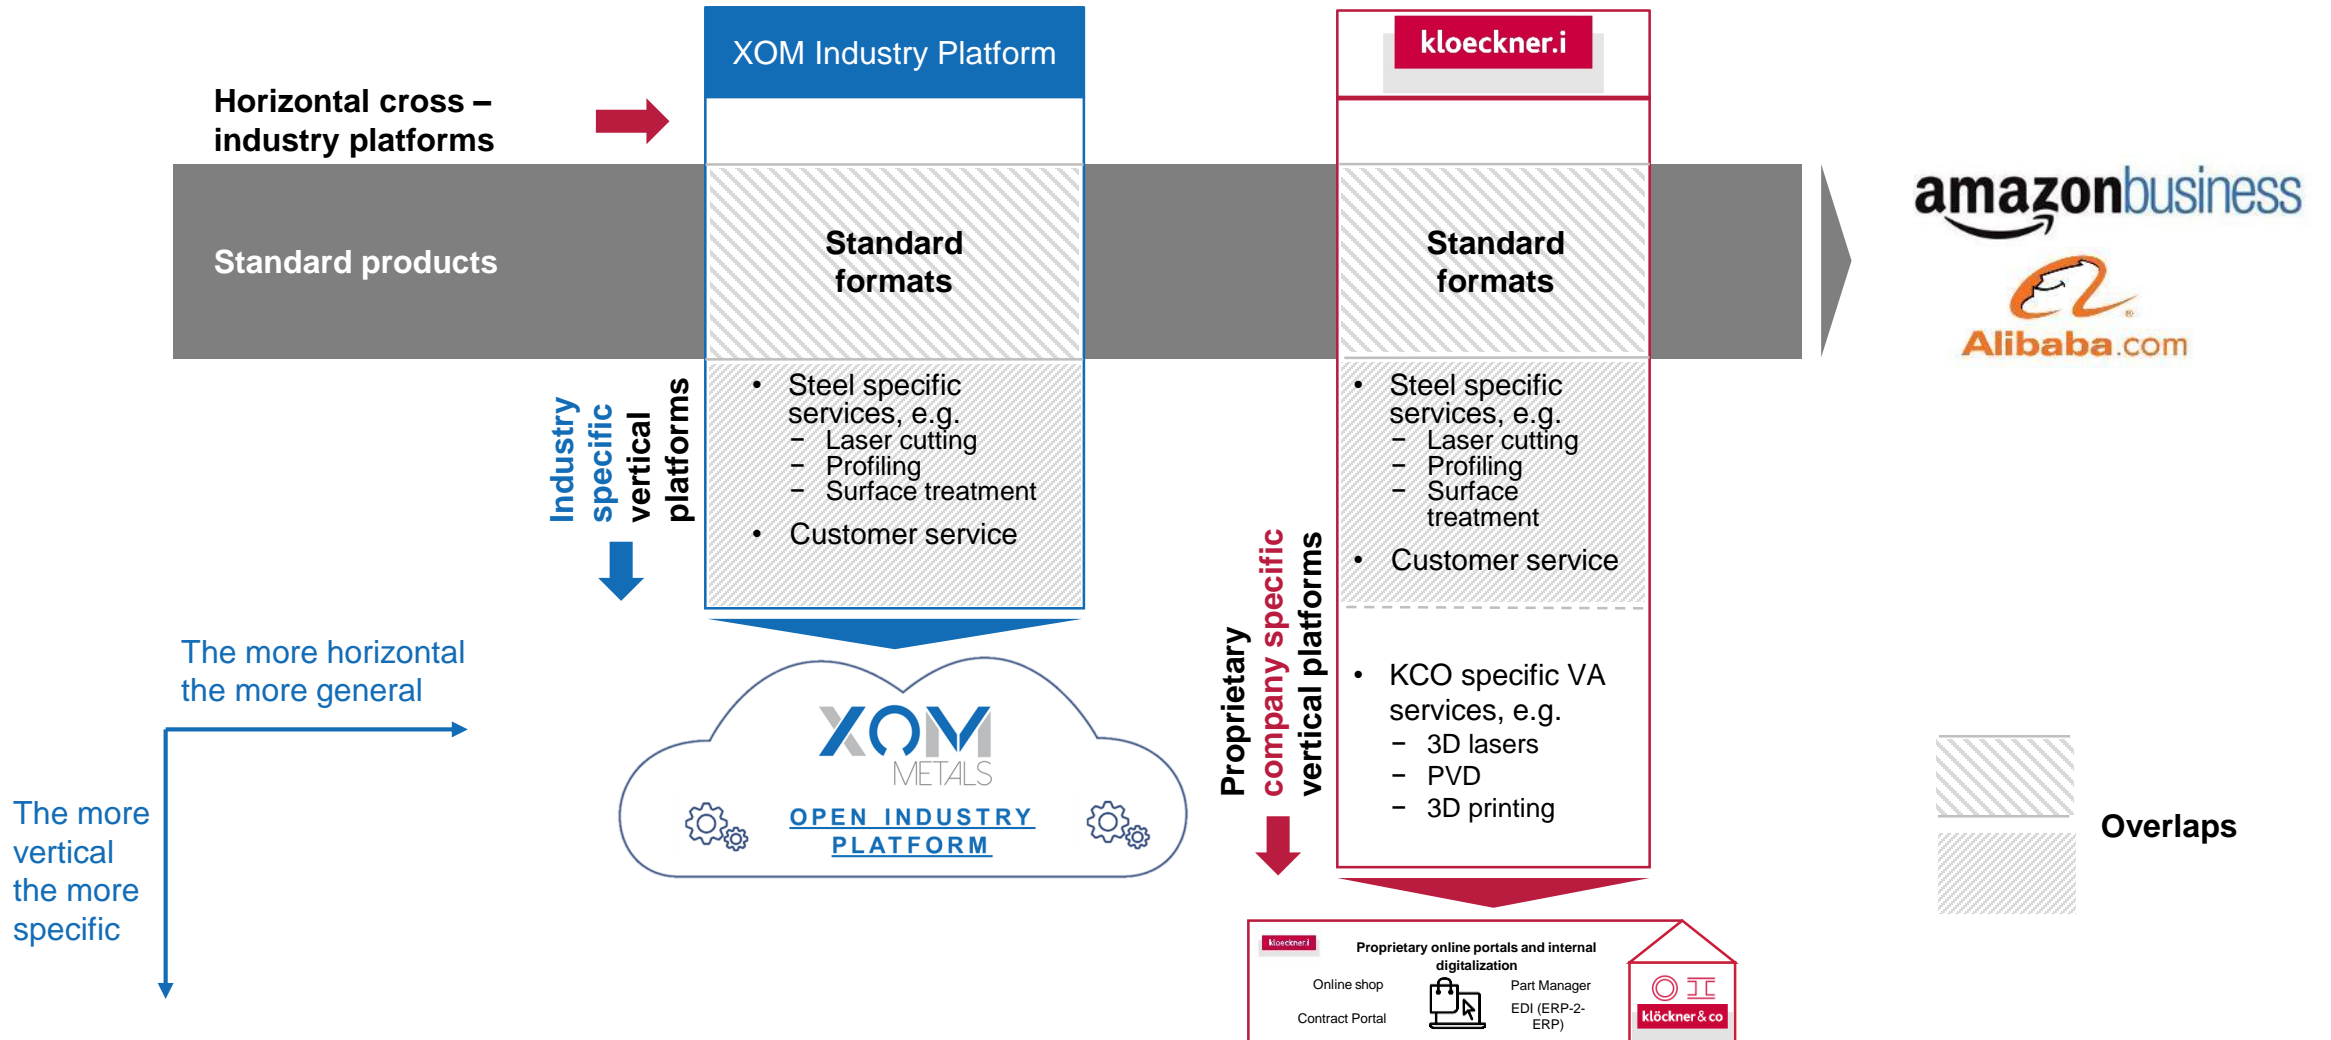 XOM Industry Platform
kloeckner.i
Horizontal cross –
industry platforms
Standard products
Standard
formats
Standard
formats
amazonbusiness
Alibaba.com
®
Industry
specific
vertical
platforms
• Steel specific
services, e.g.
− Laser cutting
− Profiling
− Surface treatment
• Customer service
Proprietary
company specific
vertical platforms
• Steel specific
services, e.g.
− Laser cutting
− Profiling
− Surface
treatment
• Customer service
• KCO specific VA
services, e.g.
− 3D lasers
− PVD
− 3D printing
The more horizontal
the more general
The more
vertical
the more
specific
XOM
METALS
OPEN INDUSTRY
PLATFORM
Overlaps
kloeckner.i
Proprietary online portals and internal
digitalization
Online shop
Contract Portal
Part Manager
EDI (ERP-2-
ERP)
klöckner & co